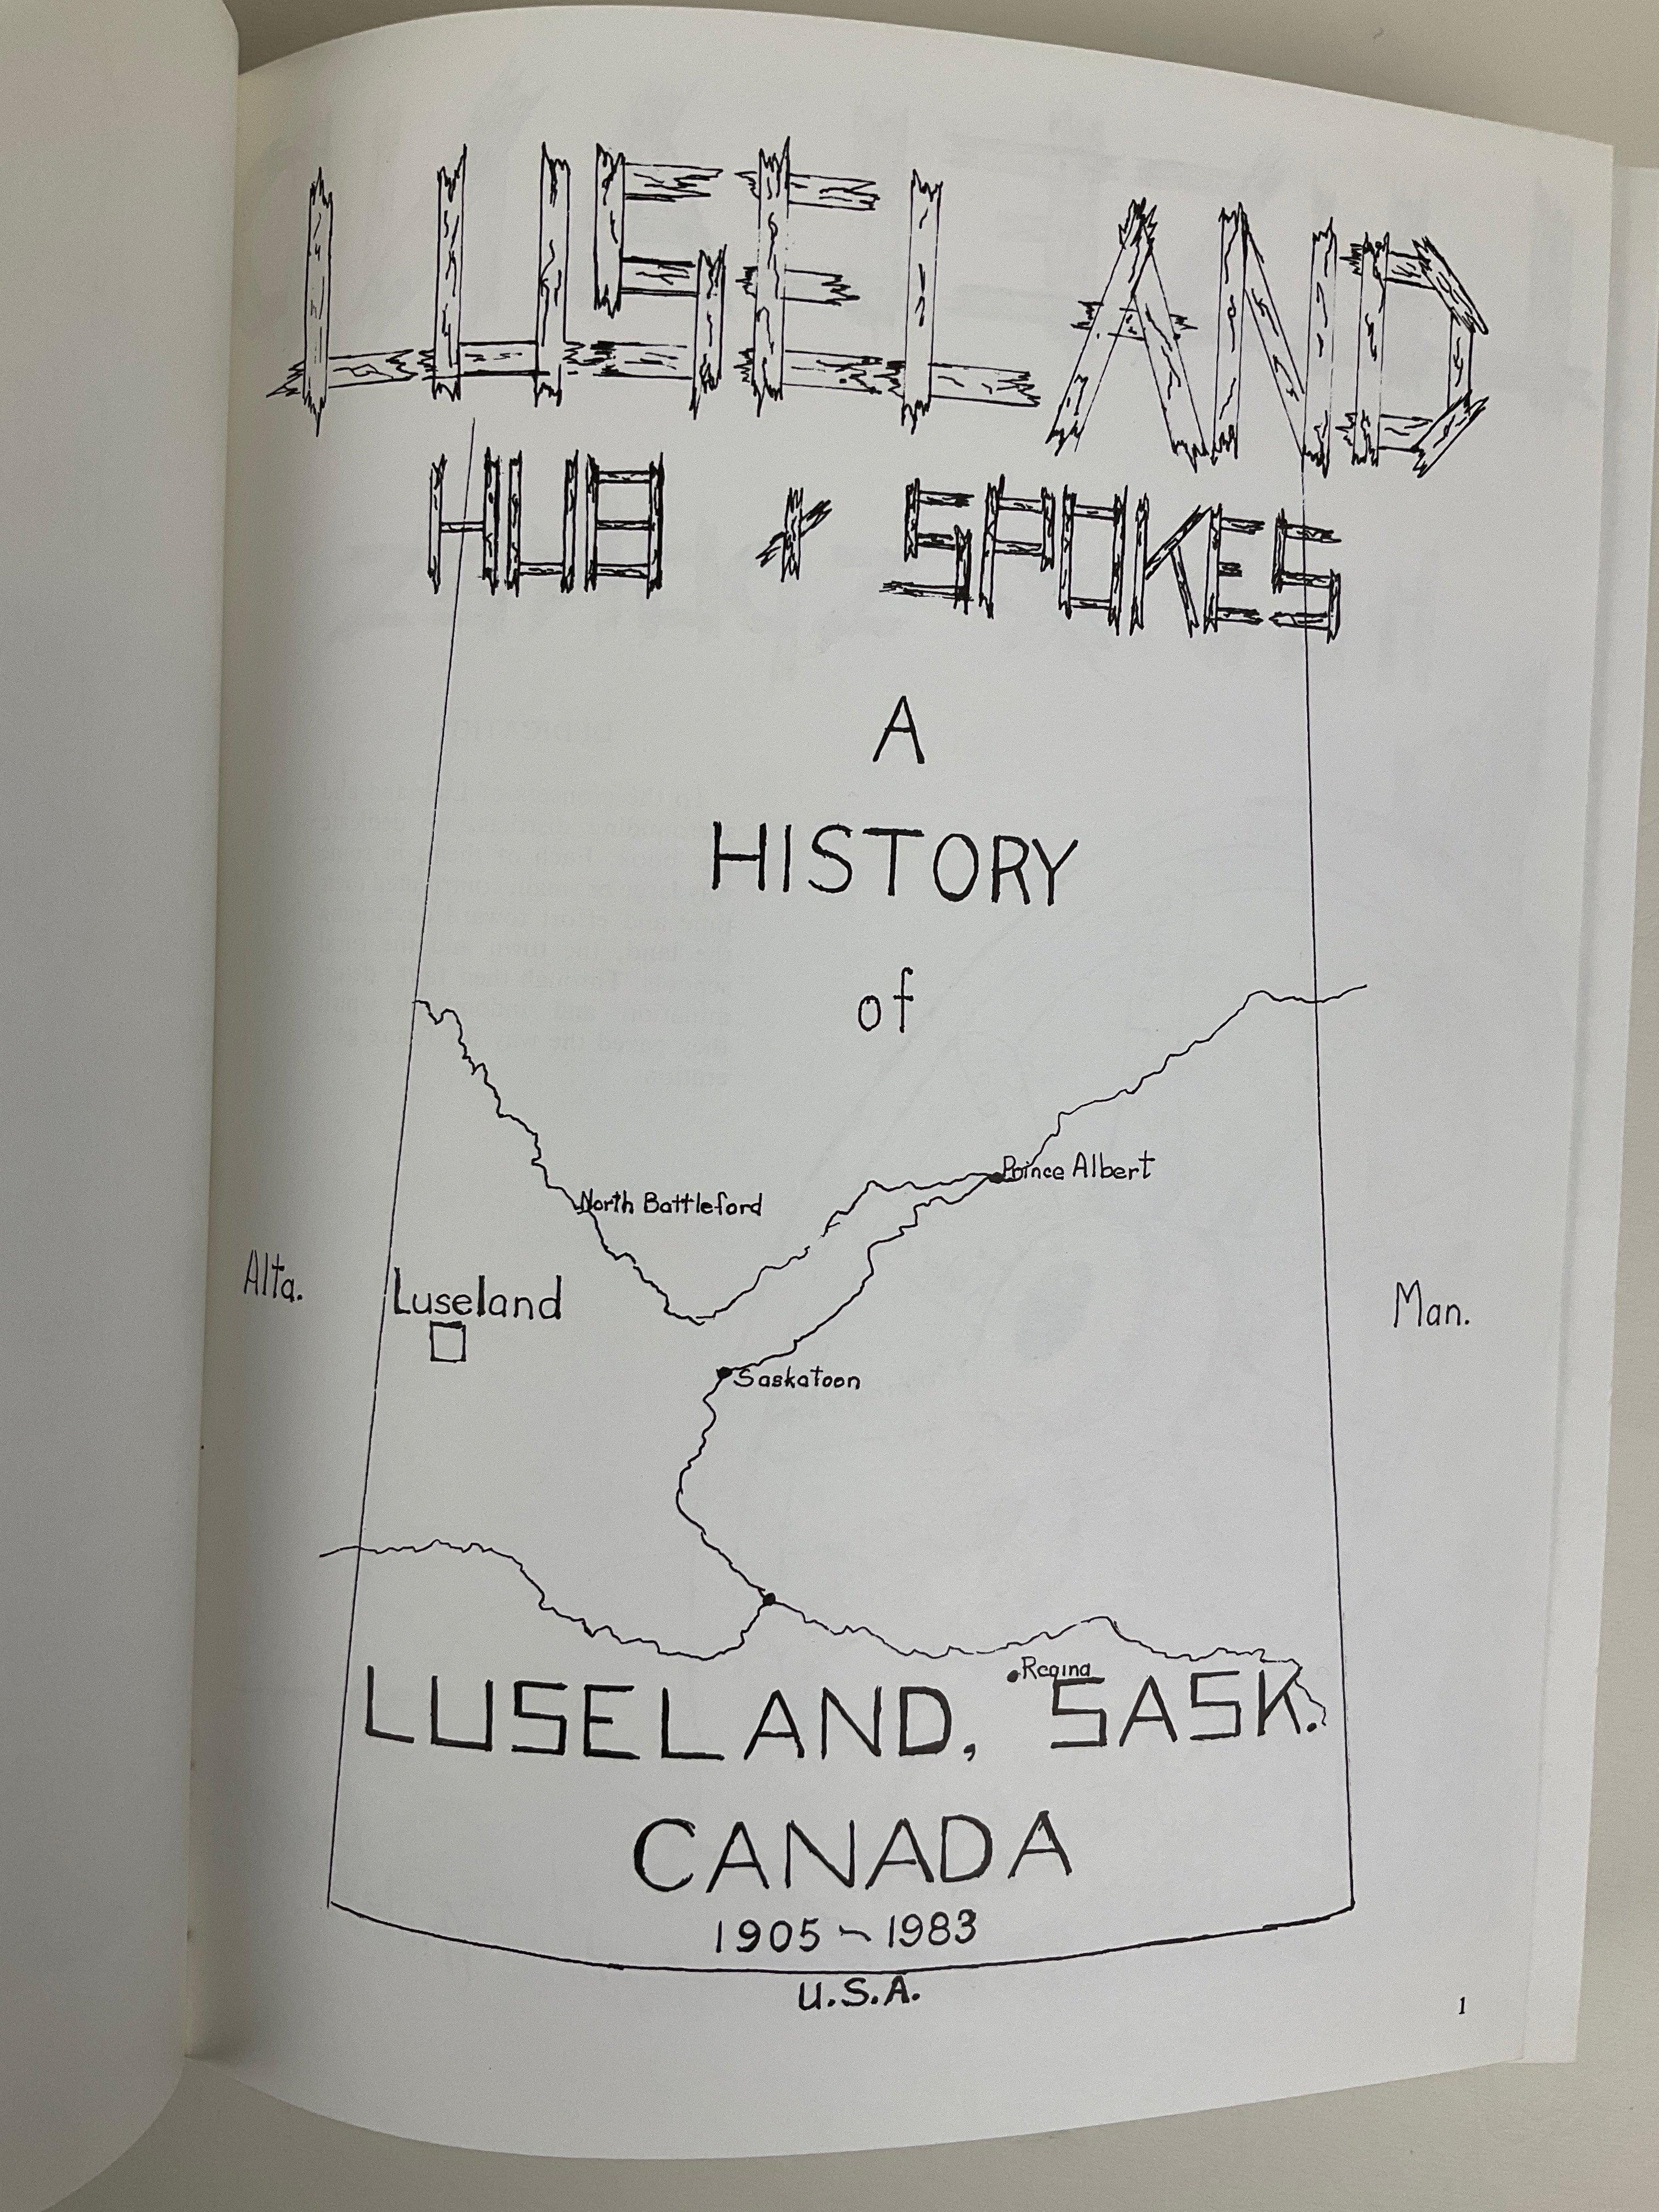 LUSELAND
HUB & SPOKES
A
HISTORY
of
Prince Albert
North Battleford
Alta.
Luseland
Man.
Saskatoon
Regina
LUSELAND, SASK.
CANADA
1905 - 1983
U.S.A.
1